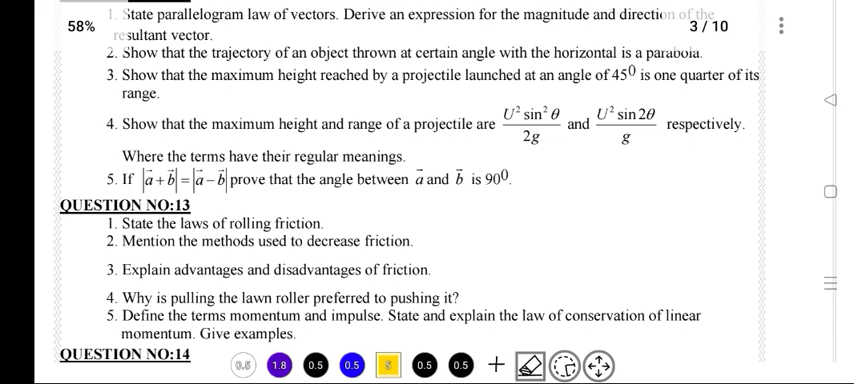 58%
3 / 10
1. State parallelogram law of vectors. Derive an expression for the magnitude and direction of the
resultant vector.
2. Show that the trajectory of an object thrown at certain angle with the horizontal is a parabola.
3. Show that the maximum height reached by a projectile launched at an angle of 45⁰ is one quarter of its
range.
4. Show that the maximum height and range of a projectile are U² sin² θ / 2g and U² sin 2θ / g respectively.
Where the terms have their regular meanings.
5. If |a⃗ + b⃗| = |a⃗ − b⃗| prove that the angle between a⃗ and b⃗ is 90⁰.
QUESTION NO:13
1. State the laws of rolling friction.
2. Mention the methods used to decrease friction.
3. Explain advantages and disadvantages of friction.
4. Why is pulling the lawn roller preferred to pushing it?
5. Define the terms momentum and impulse. State and explain the law of conservation of linear
momentum. Give examples.
QUESTION NO:14
0.5 1.8 0.5 0.5 5 0.5 0.5 +